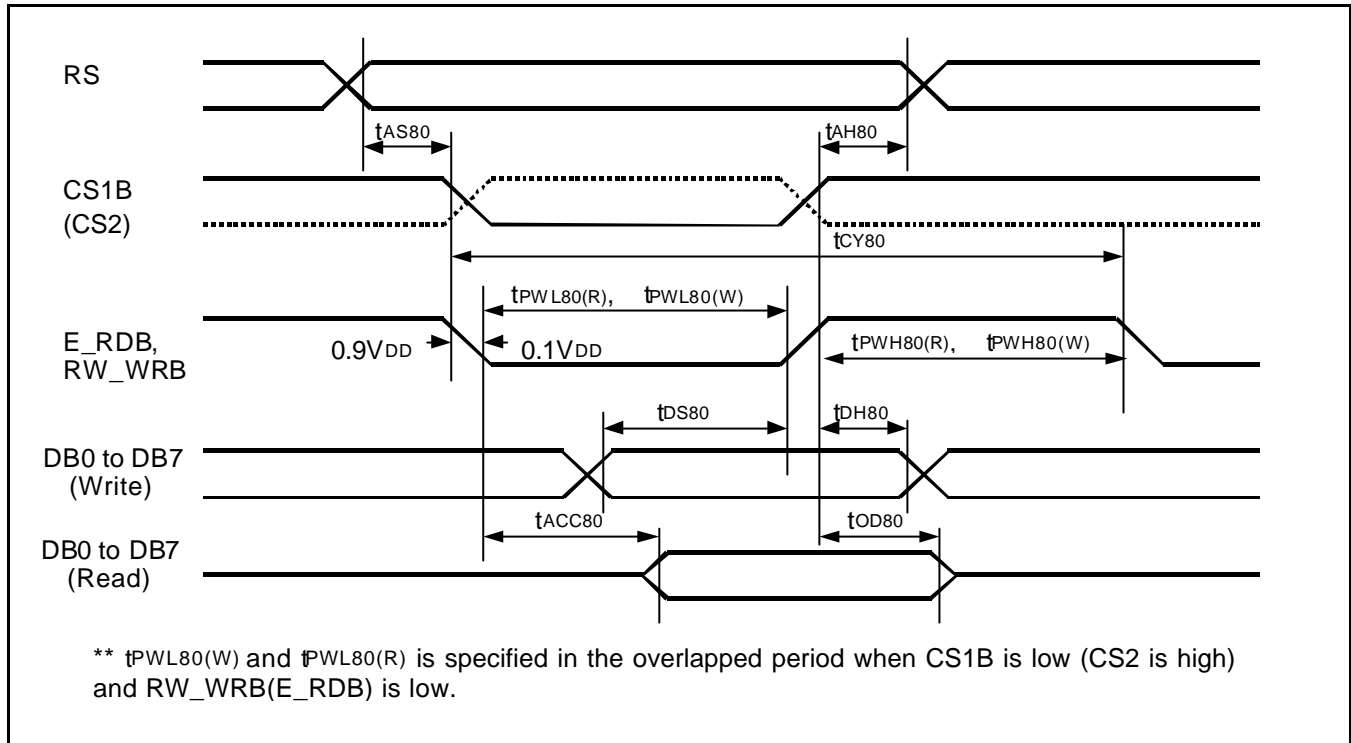 RS
tAS80
tAH80
CS1B
(CS2)
tCY80
tPWL80(R), tPWL80(W)
E_RDB,
RW_WRB
0.9VDD
0.1VDD
tPWH80(R), tPWH80(W)
tDS80
tDH80
DB0 to DB7
(Write)
tACC80
tOD80
DB0 to DB7
(Read)
** tPWL80(W) and tPWL80(R) is specified in the overlapped period when CS1B is low (CS2 is high)
and RW_WRB(E_RDB) is low.